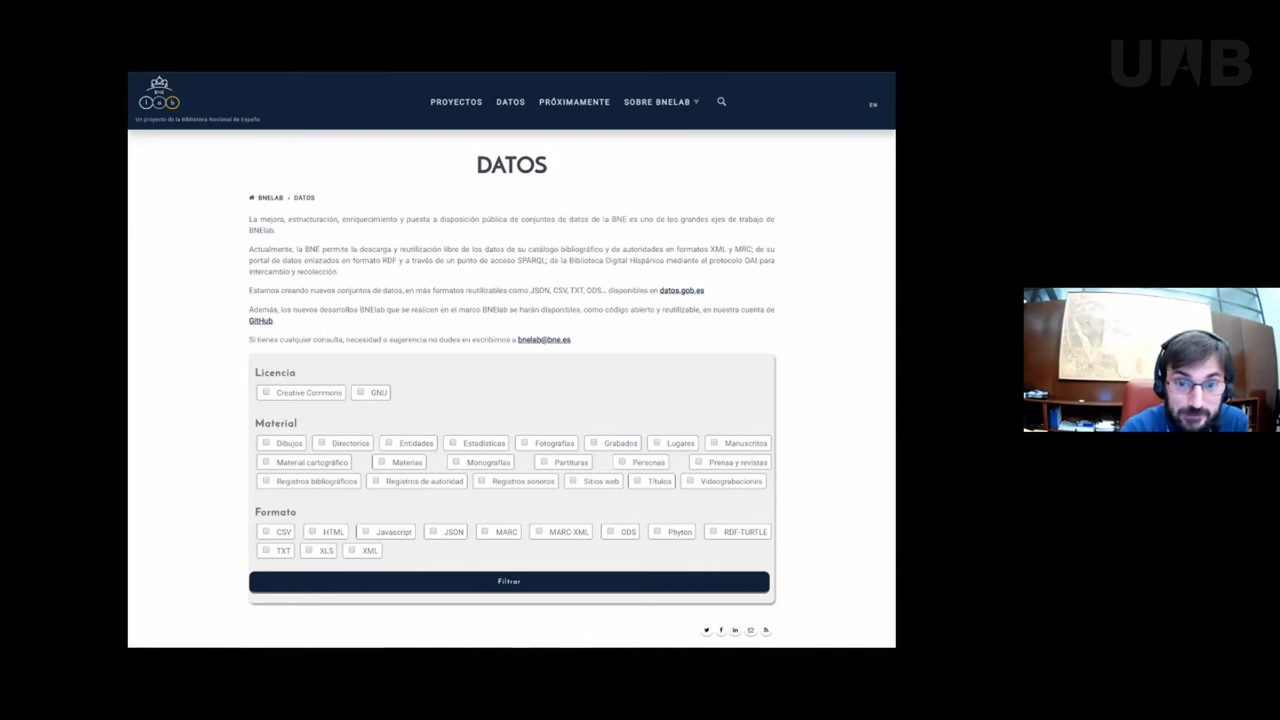 UAB
BNE
lab
Un proyecto de la Biblioteca Nacional de España
PROYECTOS DATOS PRÓXIMAMENTE SOBRE BNELAB
EN
DATOS
BNELAB › DATOS
La mejora, estructuración, enriquecimiento y puesta a disposición pública de conjuntos de datos de la BNE es uno de los grandes ejes de trabajo de
BNElab.
Actualmente, la BNE permite la descarga y reutilización libre de los datos de su catálogo bibliográfico y de autoridades en formatos XML y MRC; de su
portal de datos enlazados en formato RDF y a través de un punto de acceso SPARQL; de la Biblioteca Digital Hispánica mediante el protocolo OAI para
intercambio y recolección.
Estamos creando nuevos conjuntos de datos, en más formatos reutilizables como JSON, CSV, TXT, ODS... disponibles en datos.gob.es
Además, los nuevos desarrollos BNElab que se realicen en el marco BNElab se harán disponibles, como código abierto y reutilizable, en nuestra cuenta de
GitHub.
Si tienes cualquier consulta, necesidad o sugerencia no dudes en escribirnos a bnelab@bne.es.
Licencia
Creative Commons GNU
Material
Dibujos Directorios Entidades Estadísticas Fotografías Grabados Lugares Manuscritos
Material cartográfico Materias Monografías Partituras Personas Prensa y revistas
Registros bibliográficos Registros de autoridad Registros sonoros Sitios web Títulos Videograbaciones
Formato
CSV HTML Javascript JSON MARC MARC-XML ODS Phyton RDF-TURTLE
TXT XLS XML
Filtrar